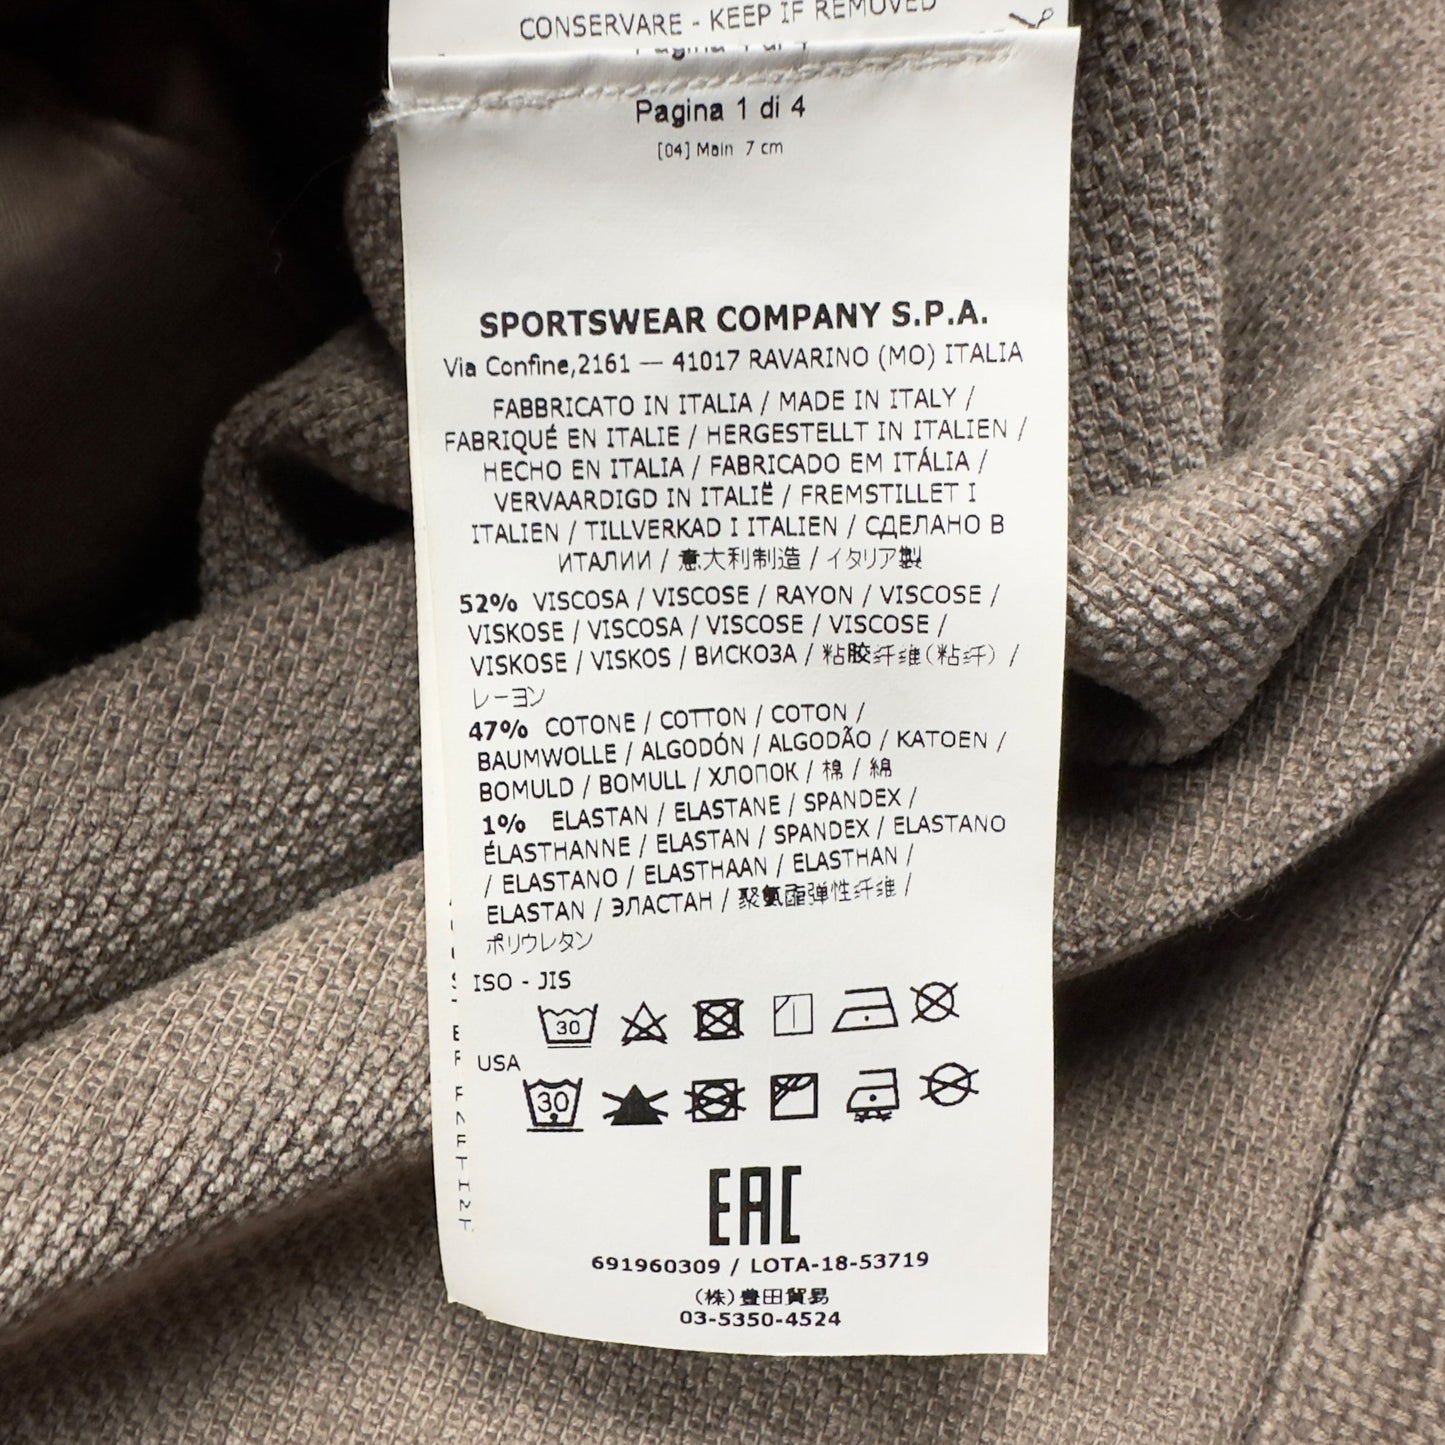 CONSERVARE - KEEP IF REMOVED
Pagina 1 di 4
Pagina 1 di 4
[04] Main 7 cm
SPORTSWEAR COMPANY S.P.A.
Via Confine,2161 — 41017 RAVARINO (MO) ITALIA
FABBRICATO IN ITALIA / MADE IN ITALY /
FABRIQUÉ EN ITALIE / HERGESTELLT IN ITALIEN /
HECHO EN ITALIA / FABRICADO EM ITÁLIA /
VERVAARDIGD IN ITALIË / FREMSTILLET I
ITALIEN / TILLVERKAD I ITALIEN / СДЕЛАНО В
ИТАЛИИ / 意大利制造 / イタリア製
52% VISCOSA / VISCOSE / RAYON / VISCOSE /
VISKOSE / VISCOSA / VISCOSE / VISCOSE /
VISKOSE / VISKOS / ВИСКОЗА / 粘胶纤维(粘纤) /
レーヨン
47% COTONE / COTTON / COTON /
BAUMWOLLE / ALGODÓN / ALGODÃO / KATOEN /
BOMULD / BOMULL / ХЛОПОК / 棉 / 綿
1% ELASTAN / ELASTANE / SPANDEX /
ÉLASTHANNE / ELASTAN / SPANDEX / ELASTANO
/ ELASTANO / ELASTHAAN / ELASTHAN /
ELASTAN / ЭЛАСТАН / 聚氨酯弹性纤维 /
ポリウレタン
ISO - JIS
30
USA
30
EAC
691960309 / LOTA-18-53719
(株)豊田貿易
03-5350-4524